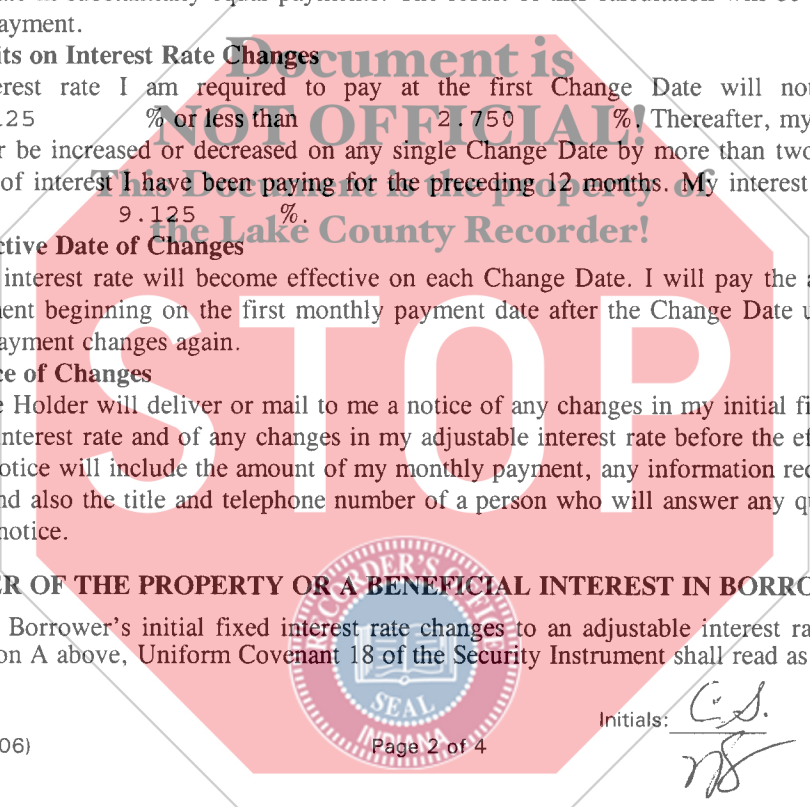 ayment.
its on Interest Rate Changes
erest rate I am required to pay at the first Change Date will not
.125 % or less than 2.750 %. Thereafter, my
r be increased or decreased on any single Change Date by more than two
of interest I have been paying for the preceding 12 months. My interest
9.125 %.
ctive Date of Changes
interest rate will become effective on each Change Date. I will pay the a
ent beginning on the first monthly payment date after the Change Date u
ayment changes again.
ce of Changes
e Holder will deliver or mail to me a notice of any changes in my initial fi
interest rate and of any changes in my adjustable interest rate before the ef
otice will include the amount of my monthly payment, any information req
nd also the title and telephone number of a person who will answer any qu
notice.
ER OF THE PROPERTY OR A BENEFICIAL INTEREST IN BORRO
Borrower's initial fixed interest rate changes to an adjustable interest ra
on A above, Uniform Covenant 18 of the Security Instrument shall read as
Initials: C.S.
06) Page 2 of 4
Document is
NOT OFFICIAL!
This Document is the property of
the Lake County Recorder!
STOP
RECORDER'S OFFICE
SEAL
INDIANA